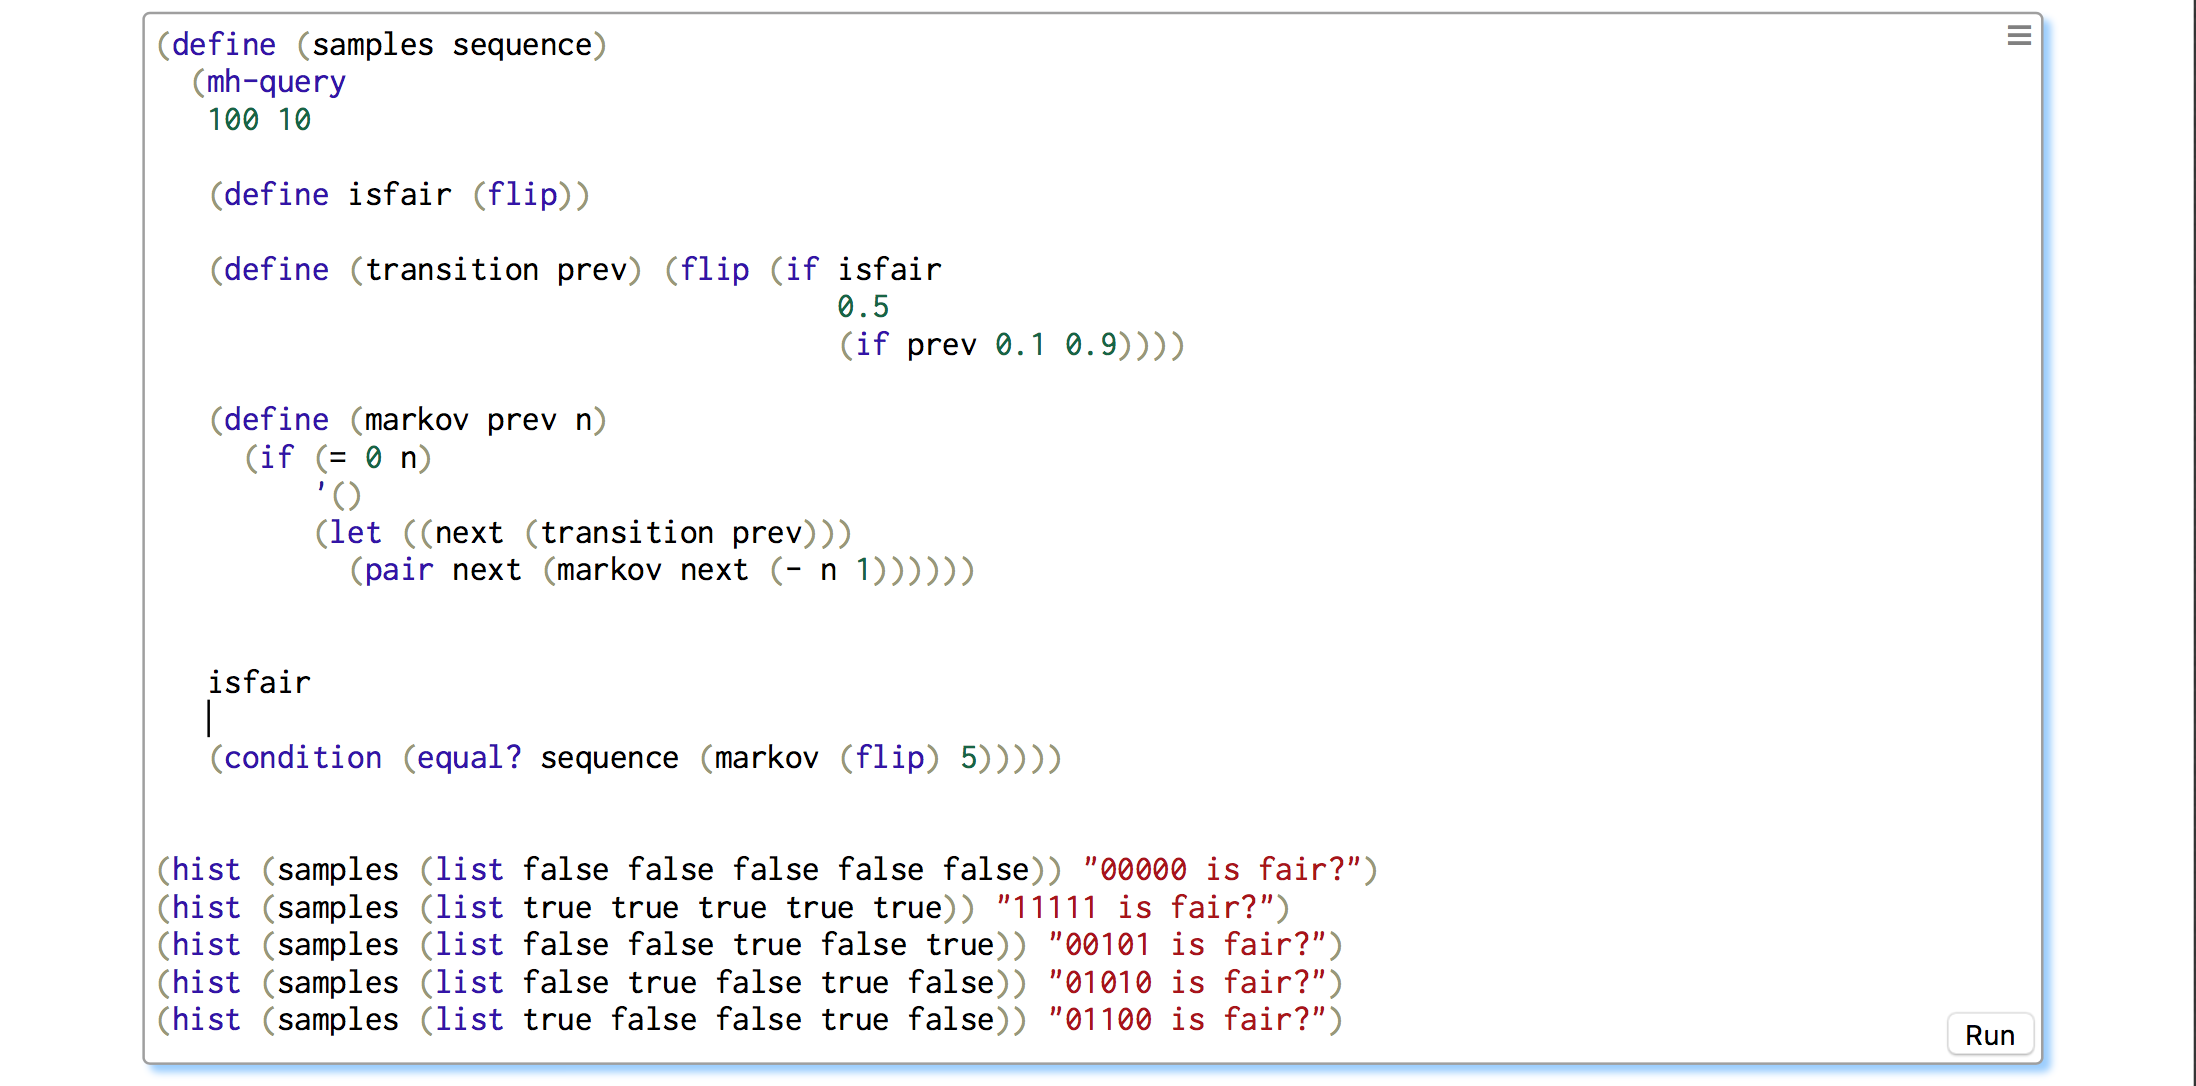 (define (samples sequence)
  (mh-query
   100 10

   (define isfair (flip))

   (define (transition prev) (flip (if isfair
                                       0.5
                                       (if prev 0.1 0.9))))

   (define (markov prev n)
     (if (= 0 n)
         '()
         (let ((next (transition prev)))
           (pair next (markov next (- n 1))))))


   isfair

   (condition (equal? sequence (markov (flip) 5)))))


(hist (samples (list false false false false false)) "00000 is fair?")
(hist (samples (list true true true true true)) "11111 is fair?")
(hist (samples (list false false true false true)) "00101 is fair?")
(hist (samples (list false true false true false)) "01010 is fair?")
(hist (samples (list true false false true false)) "01100 is fair?")
Run